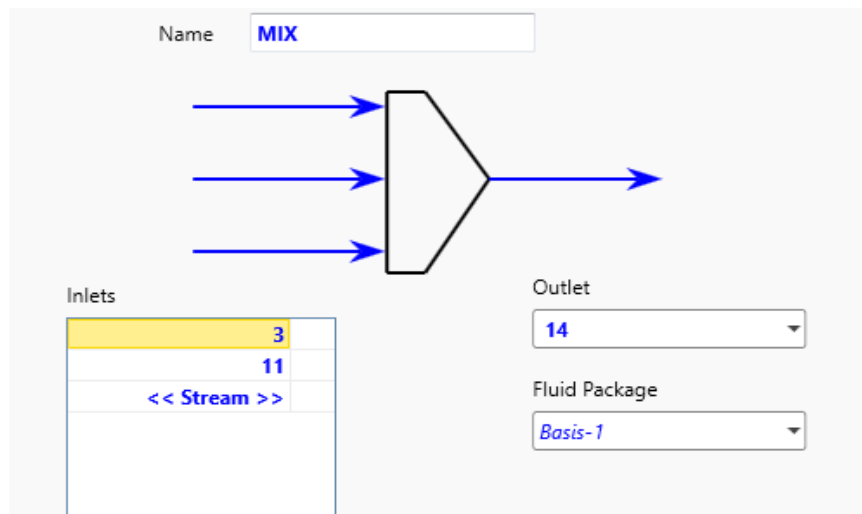 Name MIX
Inlets
3
11
<< Stream >>
Outlet
14
Fluid Package
Basis-1